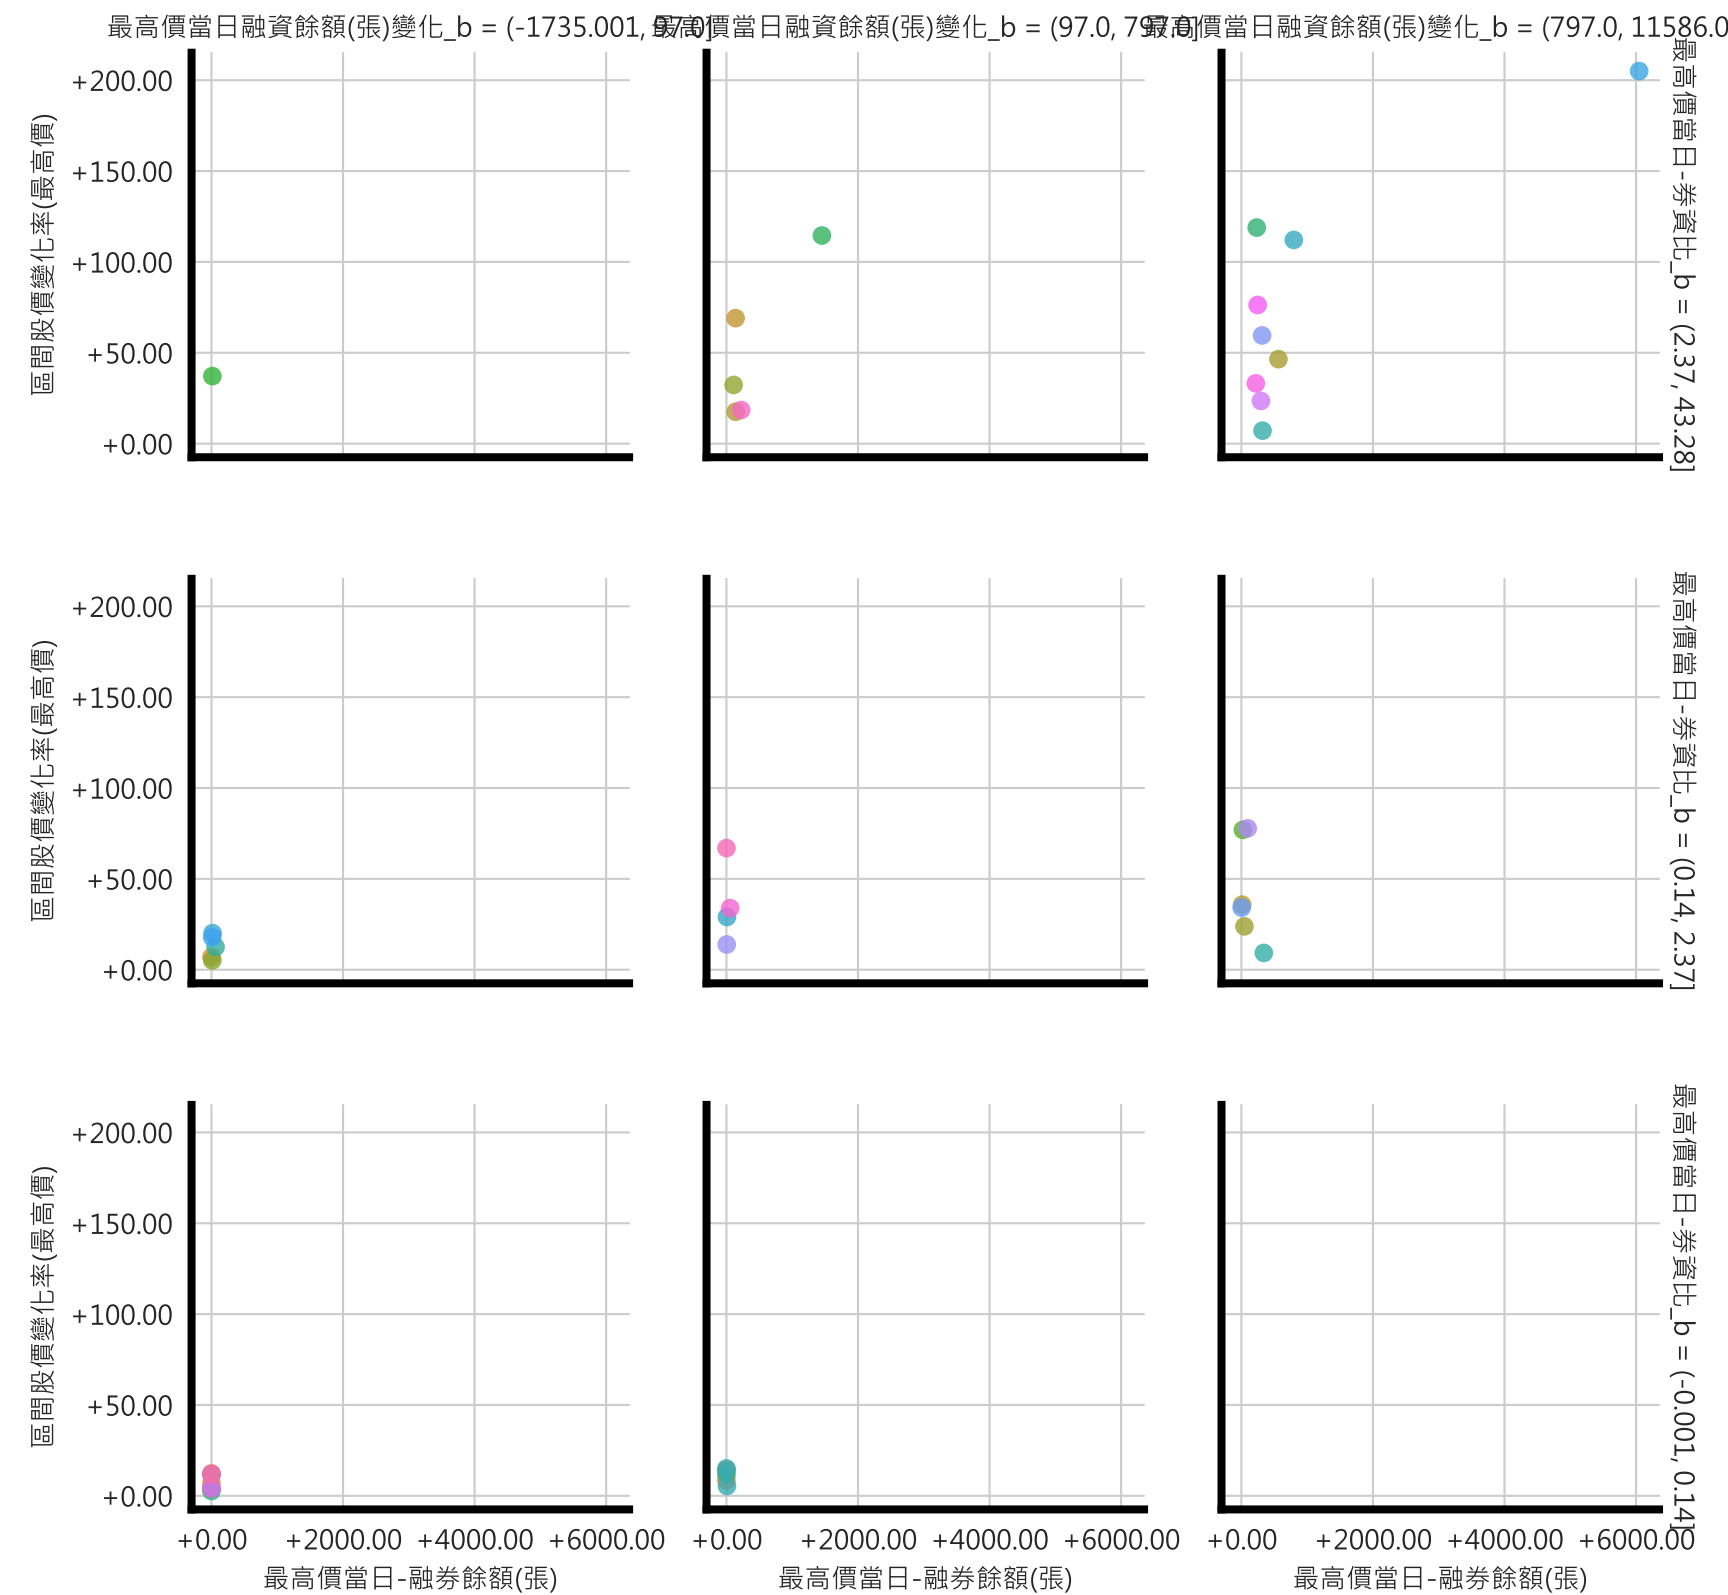 最高價當日融資餘額(張)變化_b = (-1735.001, 97.0]
最高價當日融資餘額(張)變化_b = (97.0, 797.0]
最高價當日融資餘額(張)變化_b = (797.0, 11586.0
+200.00
+150.00
+100.00
+50.00
+0.00
區間股價變化率(最高價)
最高價當日-券資比_b = (2.37, 43.28]
+200.00
+150.00
+100.00
+50.00
+0.00
區間股價變化率(最高價)
最高價當日-券資比_b = (0.14, 2.37]
+200.00
+150.00
+100.00
+50.00
+0.00
區間股價變化率(最高價)
最高價當日-券資比_b = (-0.001, 0.14]
+0.00 +2000.00 +4000.00 +6000.00
+0.00 +2000.00 +4000.00 +6000.00
+0.00 +2000.00 +4000.00 +6000.00
最高價當日-融券餘額(張)
最高價當日-融券餘額(張)
最高價當日-融券餘額(張)